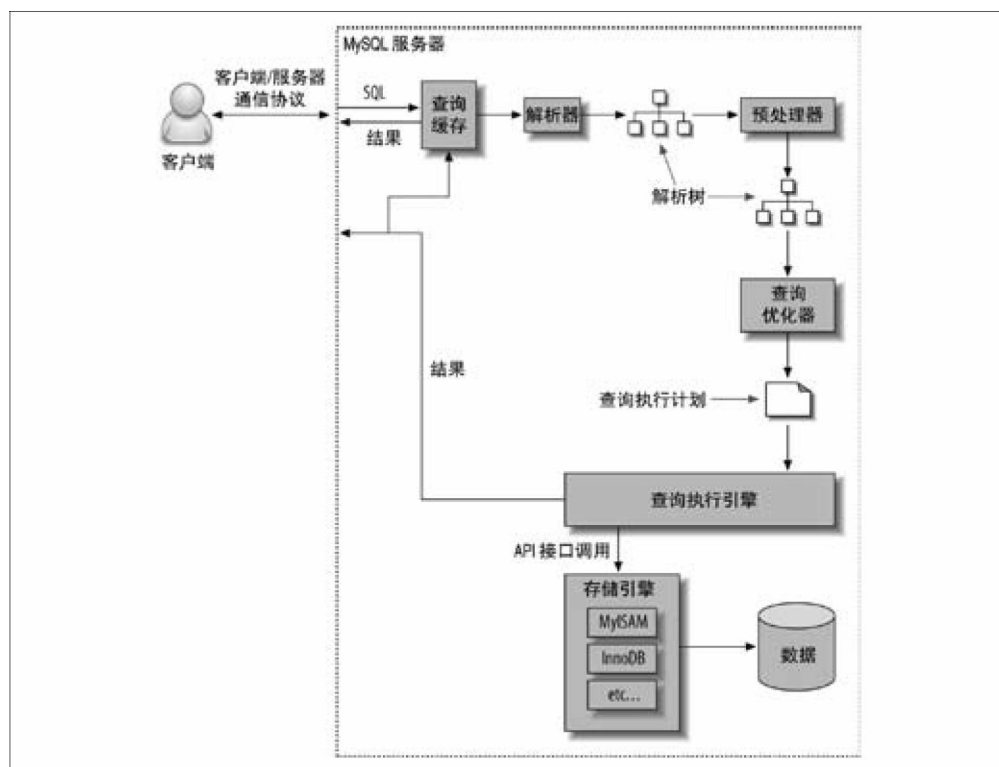 MySQL 服务器
客户端/服务器
通信协议
客户端
SQL
结果
查询
缓存
解析器
预处理器
解析树
查询
优化器
结果
查询执行计划
查询执行引擎
API 接口调用
存储引擎
MyISAM
InnoDB
etc...
数据